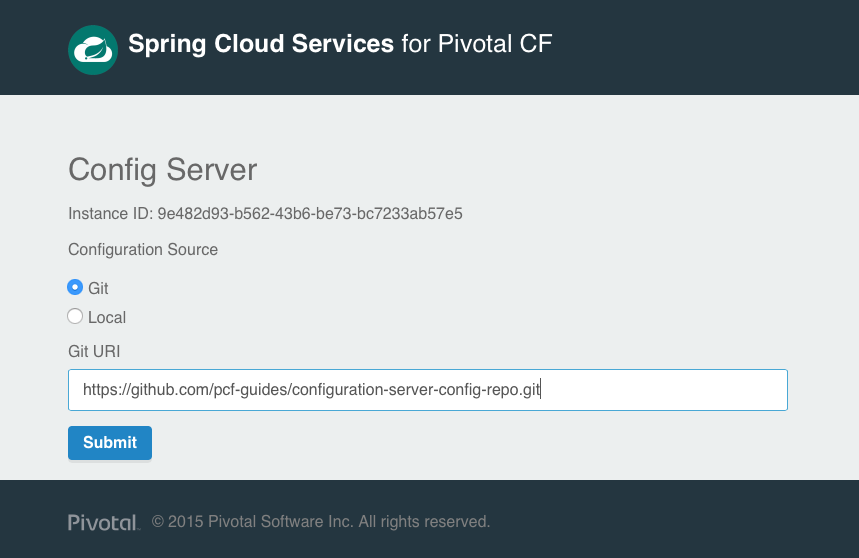 Spring Cloud Services for Pivotal CF
Config Server
Instance ID: 9e482d93-b562-43b6-be73-bc7233ab57e5
Configuration Source
Git
Local
Git URI
https://github.com/pcf-guides/configuration-server-config-repo.git
Submit
Pivotal © 2015 Pivotal Software Inc. All rights reserved.